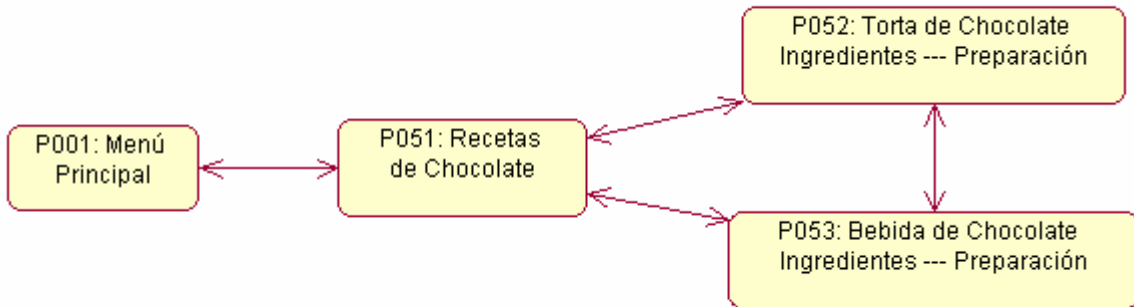 P052: Torta de Chocolate
Ingredientes --- Preparación
P001: Menú
Principal
P051: Recetas
de Chocolate
P053: Bebida de Chocolate
Ingredientes --- Preparación